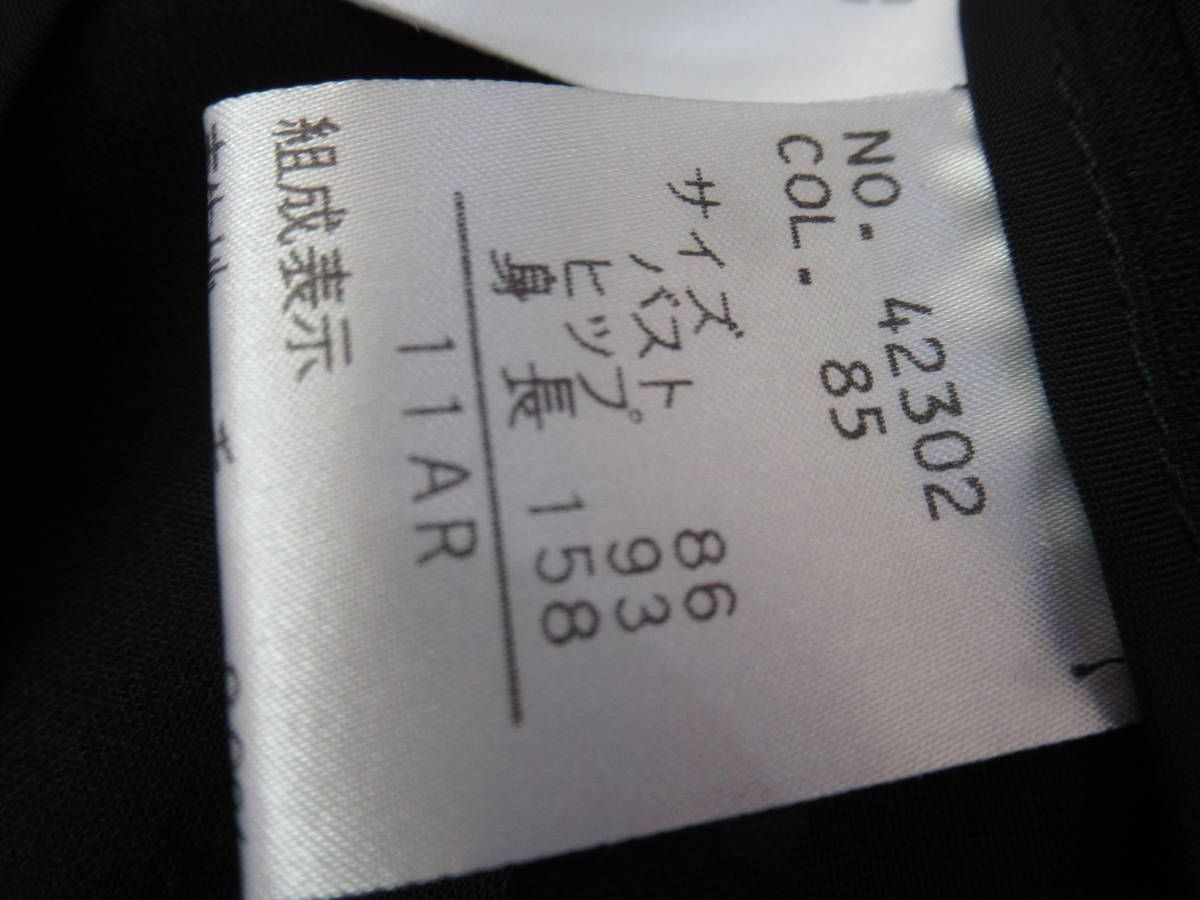 NO. 42302
COL. 85
サイズ
バスト 86
ヒップ 93
身長 158
11AR
組成表示